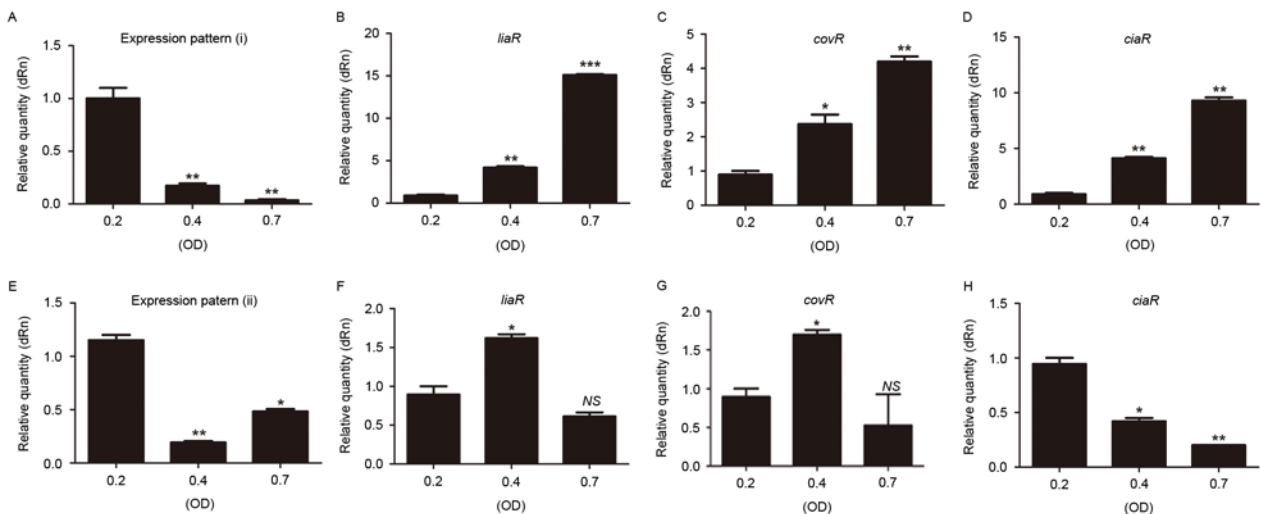 A
Expression pattern (i)
Relative quantity (dRn)
1.5
1.0
0.5
0.0
**
**
0.2
0.4
0.7
(OD)
B
liaR
Relative quantity (dRn)
20
15
10
5
0
**
***
0.2
0.4
0.7
(OD)
C
covR
Relative quantity (dRn)
5
4
3
2
1
0
*
**
0.2
0.4
0.7
(OD)
D
ciaR
Relative quantity (dRn)
15
10
5
0
**
**
0.2
0.4
0.7
(OD)
E
Expression patern (ii)
Relative quantity (dRn)
1.5
1.0
0.5
0.0
**
*
0.2
0.4
0.7
(OD)
F
liaR
Relative quantity (dRn)
2.0
1.5
1.0
0.5
0.0
*
NS
0.2
0.4
0.7
(OD)
G
covR
Relative quantity (dRn)
2.0
1.5
1.0
0.5
0.0
*
NS
0.2
0.4
0.7
(OD)
H
ciaR
Relative quantity (dRn)
1.5
1.0
0.5
0.0
*
**
0.2
0.4
0.7
(OD)